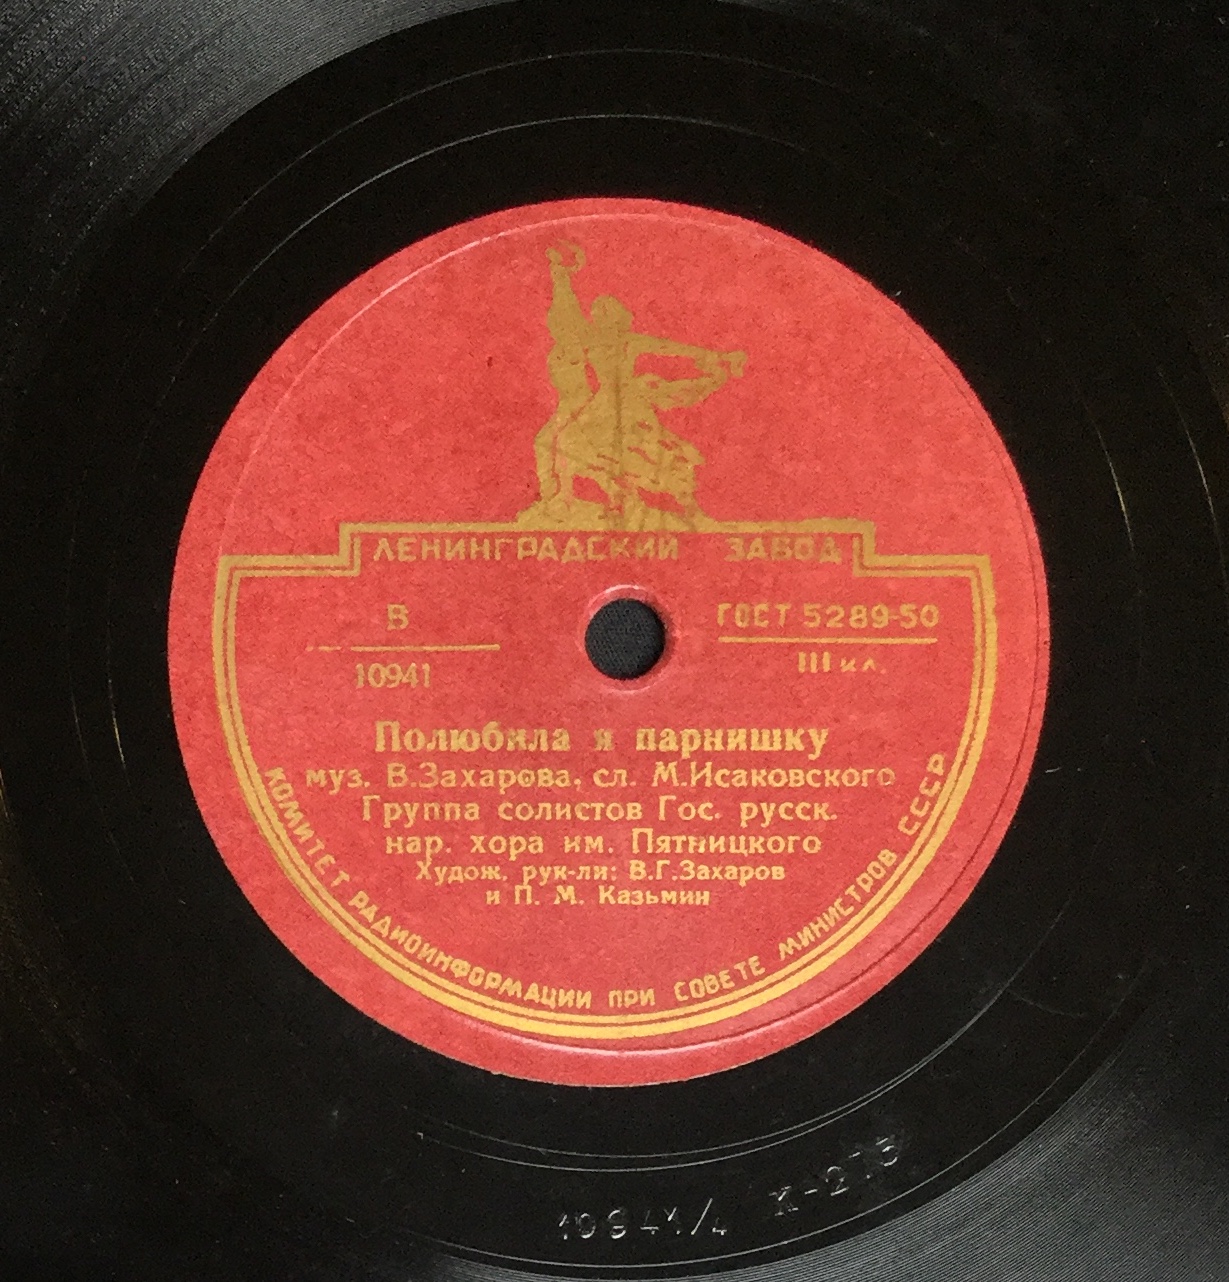 ЛЕНИНГРАДСКИЙ ЗАВОД
В
10941
ГОСТ 5289-50
III кл.
Полюбила я парнишку
муз. В.Захарова, сл. М.Исаковского
Группа солистов Гос. русск.
нар. хора им. Пятницкого
Худож. рук-ли: В.Г.Захаров
и П. М. Казьмин
КОМИТЕТ РАДИОИНФОРМАЦИИ ПРИ СОВЕТЕ МИНИСТРОВ СССР
10941/4